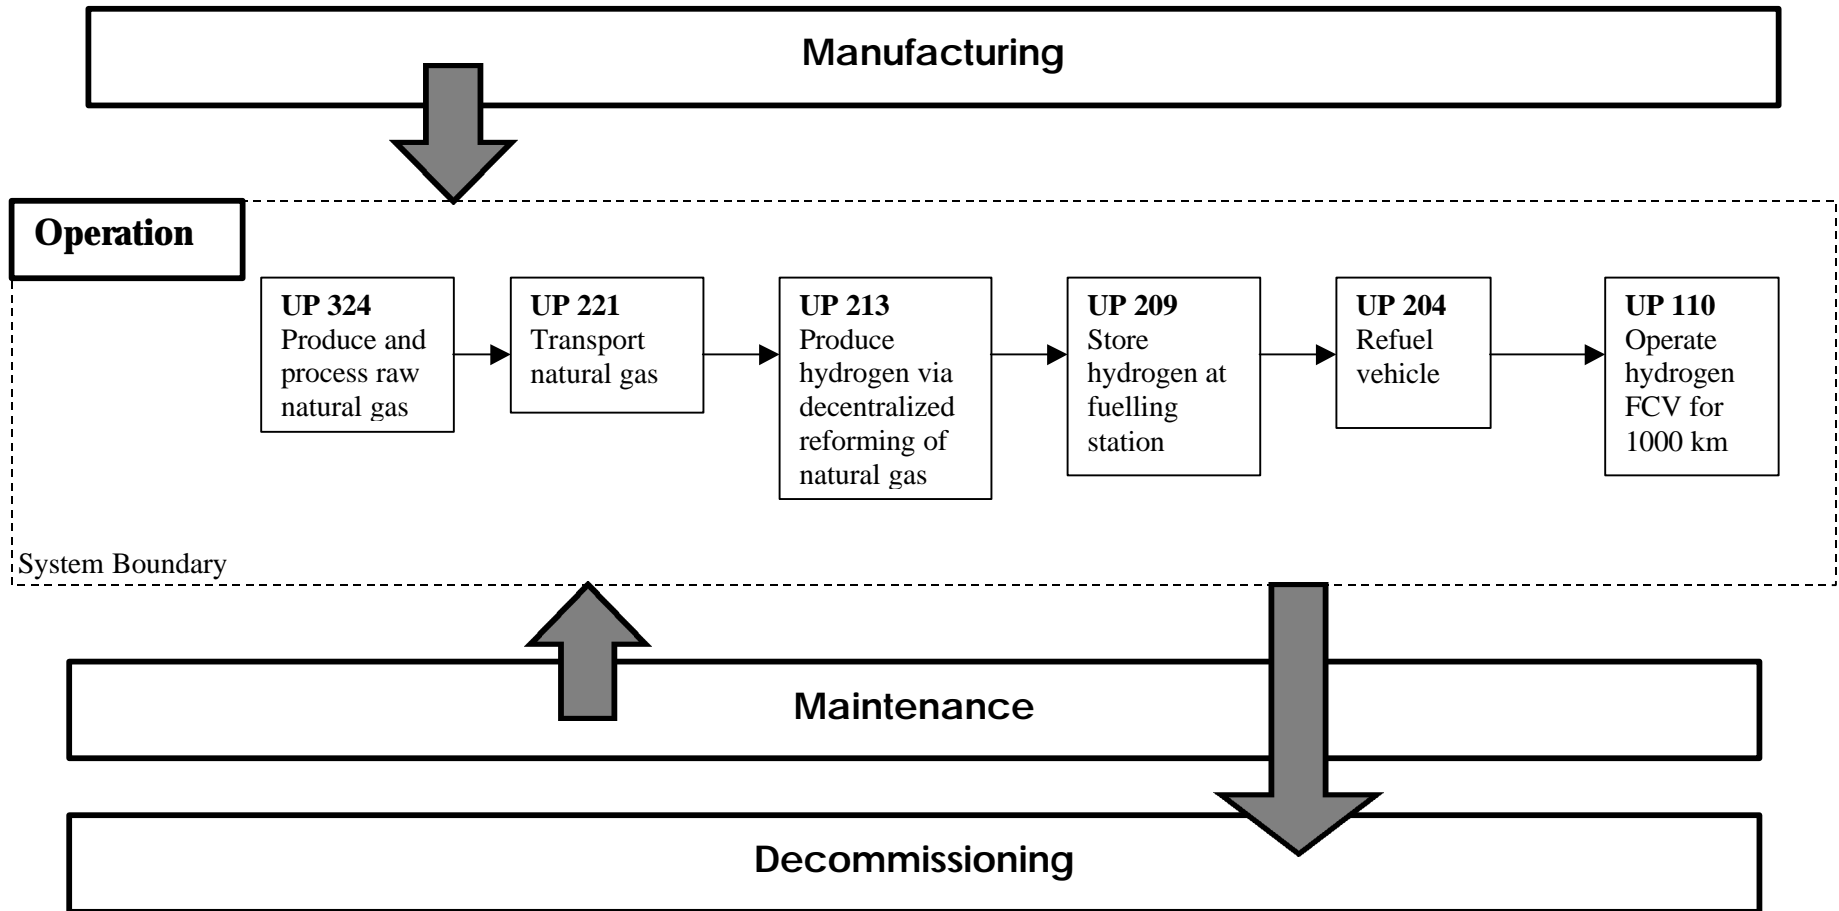 Manufacturing
Operation
UP 324
Produce and
process raw
natural gas
UP 221
Transport
natural gas
UP 213
Produce
hydrogen via
decentralized
reforming of
natural gas
UP 209
Store
hydrogen at
fuelling
station
UP 204
Refuel
vehicle
UP 110
Operate
hydrogen
FCV for
1000 km
System Boundary
Maintenance
Decommissioning